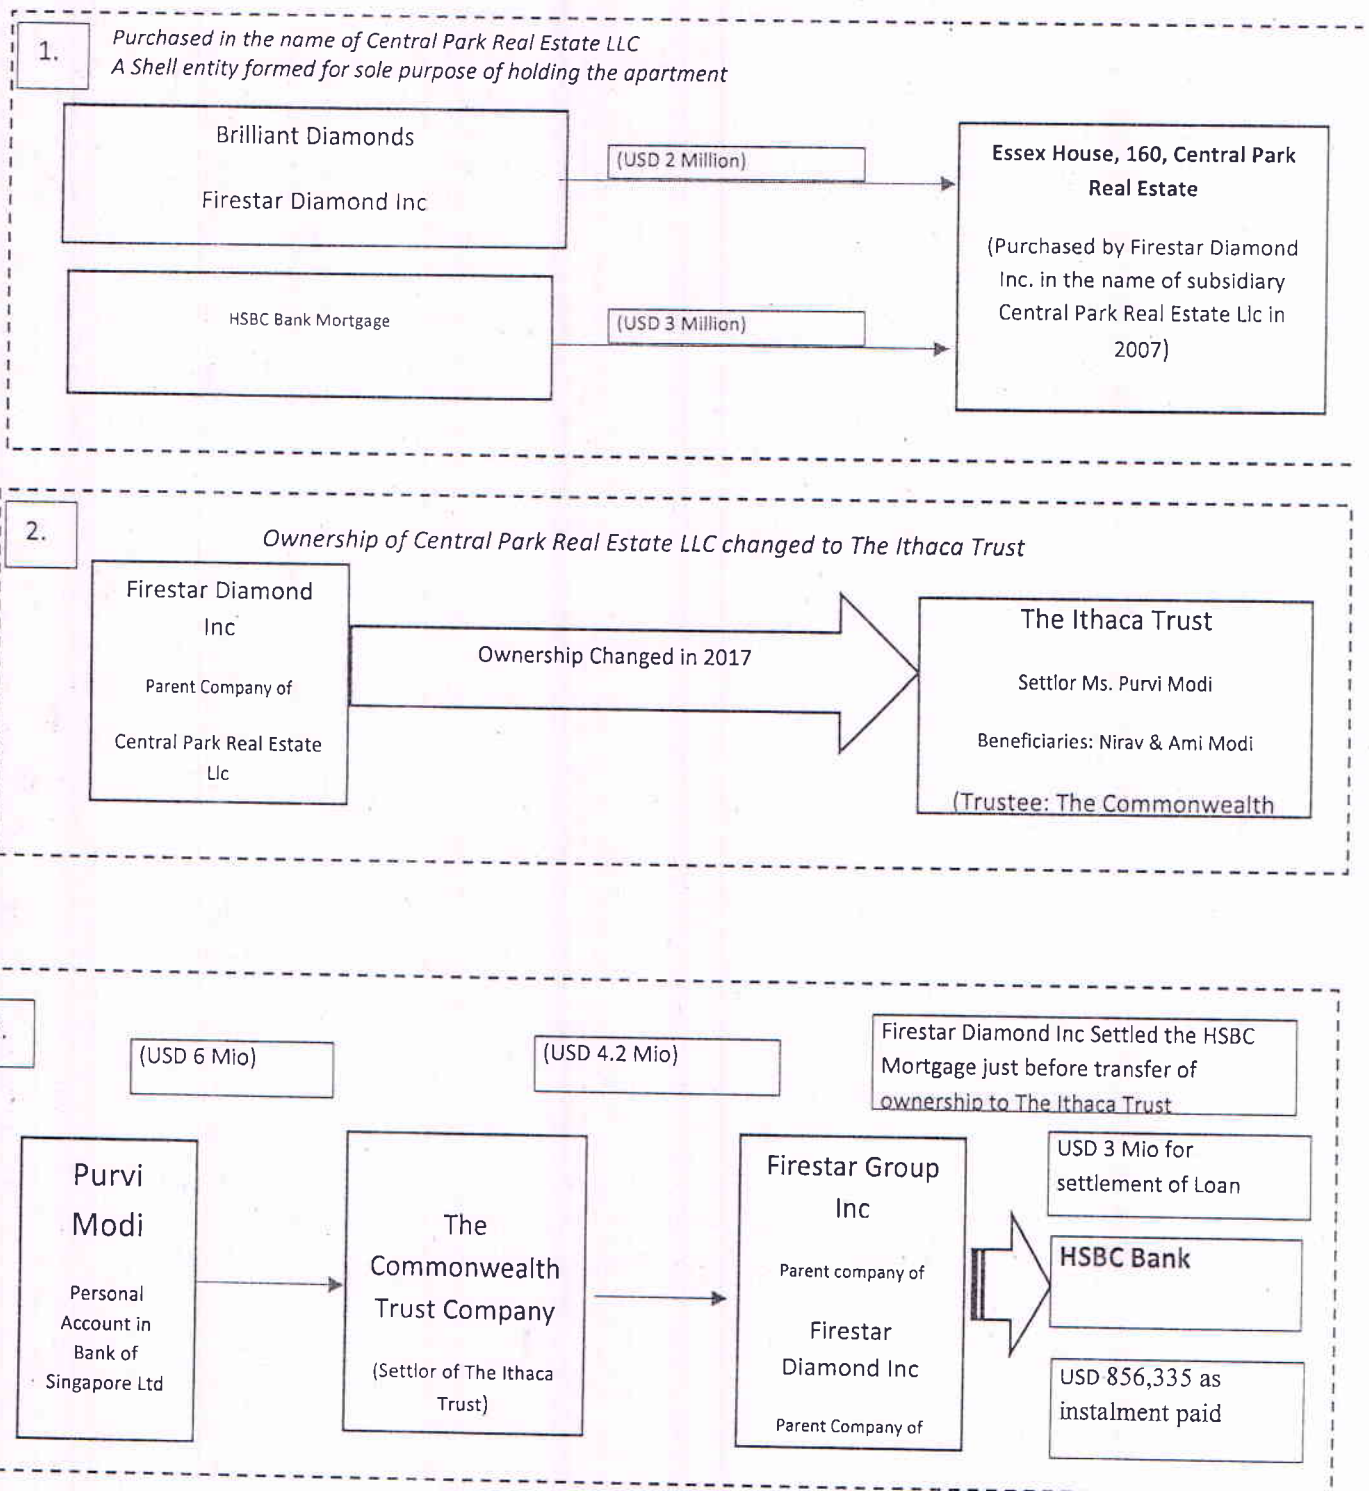 1.
Purchased in the name of Central Park Real Estate LLC
A Shell entity formed for sole purpose of holding the apartment
Brilliant Diamonds
Firestar Diamond Inc
(USD 2 Million)
HSBC Bank Mortgage
(USD 3 Million)
Essex House, 160, Central Park
Real Estate
(Purchased by Firestar Diamond
Inc. in the name of subsidiary
Central Park Real Estate Llc in
2007)
2.
Ownership of Central Park Real Estate LLC changed to The Ithaca Trust
Firestar Diamond
Inc
Parent Company of
Central Park Real Estate
Llc
Ownership Changed in 2017
The Ithaca Trust
Settlor Ms. Purvi Modi
Beneficiaries: Nirav & Ami Modi
(Trustee: The Commonwealth
.
(USD 6 Mio)
(USD 4.2 Mio)
Firestar Diamond Inc Settled the HSBC
Mortgage just before transfer of
ownership to The Ithaca Trust
Purvi
Modi
Personal
Account in
Bank of
Singapore Ltd
The
Commonwealth
Trust Company
(Settlor of The Ithaca
Trust)
Firestar Group
Inc
Parent company of
Firestar
Diamond Inc
Parent Company of
USD 3 Mio for
settlement of Loan
HSBC Bank
USD 856,335 as
instalment paid